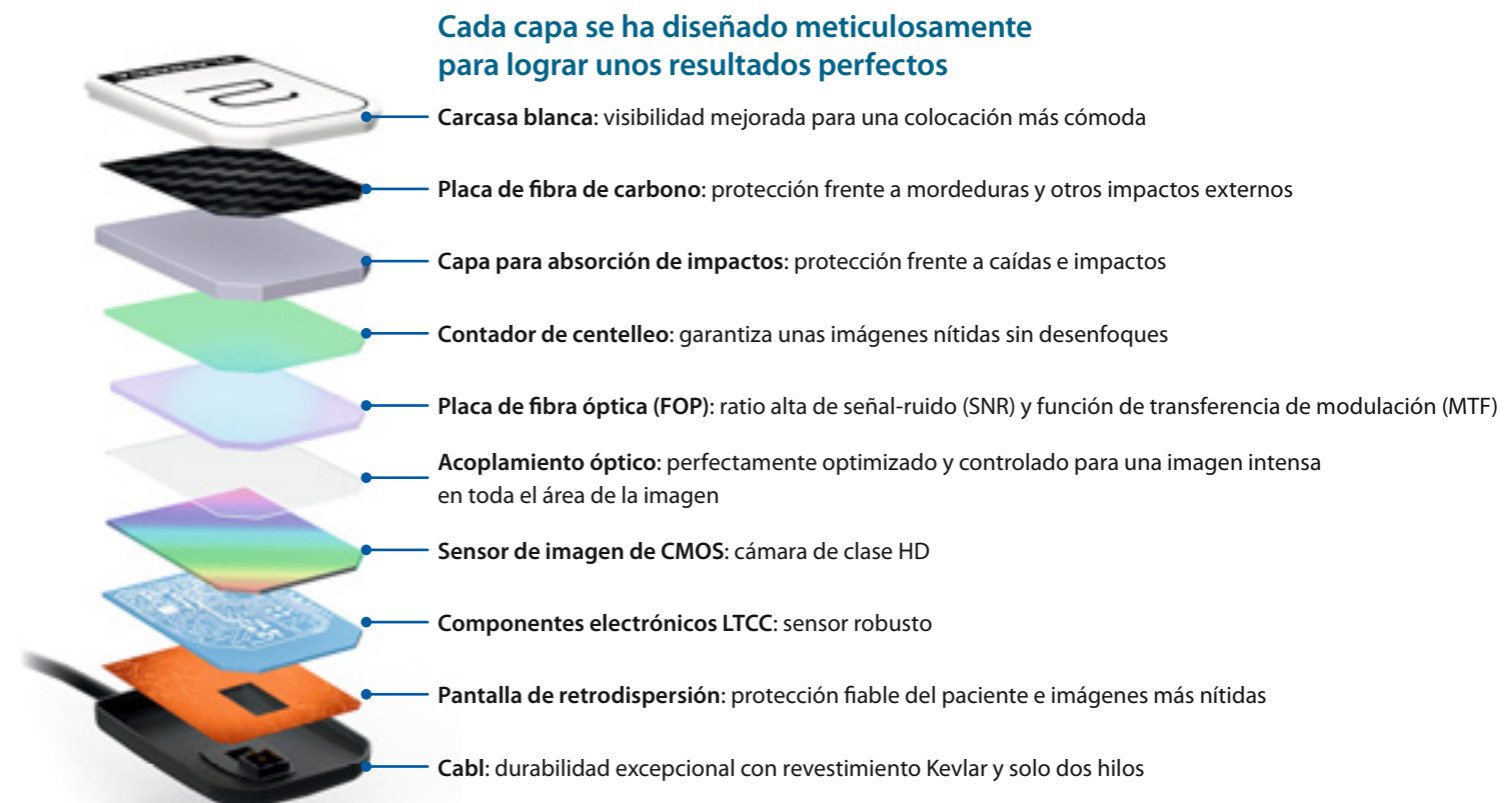 Cada capa se ha diseñado meticulosamente
para lograr unos resultados perfectos
Carcasa blanca: visibilidad mejorada para una colocación más cómoda
Placa de fibra de carbono: protección frente a mordeduras y otros impactos externos
Capa para absorción de impactos: protección frente a caídas e impactos
Contador de centelleo: garantiza unas imágenes nítidas sin desenfoques
Placa de fibra óptica (FOP): ratio alta de señal-ruido (SNR) y función de transferencia de modulación (MTF)
Acoplamiento óptico: perfectamente optimizado y controlado para una imagen intensa
en toda el área de la imagen
Sensor de imagen de CMOS: cámara de clase HD
Componentes electrónicos LTCC: sensor robusto
Pantalla de retrodispersión: protección fiable del paciente e imágenes más nítidas
Cabl: durabilidad excepcional con revestimiento Kevlar y solo dos hilos